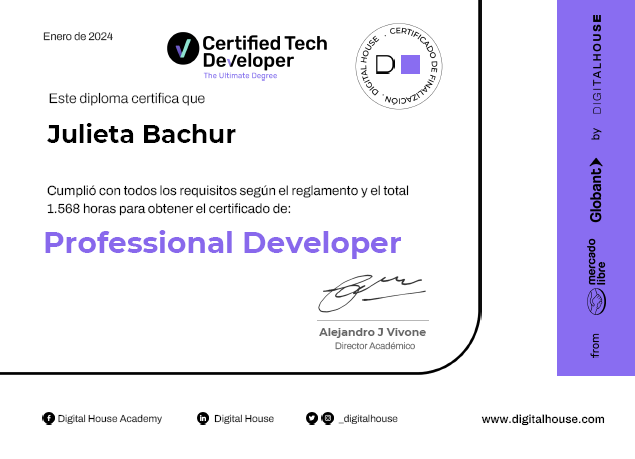 Enero de 2024
Certified Tech
Developer
The Ultimate Degree
DIGITAL HOUSE · CERTIFICADO DE FINALIZACIÓN ·
D
Este diploma certifica que
Julieta Bachur
Cumplió con todos los requisitos según el reglamento y el total
1.568 horas para obtener el certificado de:
Professional Developer
Alejandro J Vivone
Director Académico
from mercado libre Globant by DIGITALHOUSE
Digital House Academy
Digital House
_digitalhouse
www.digitalhouse.com